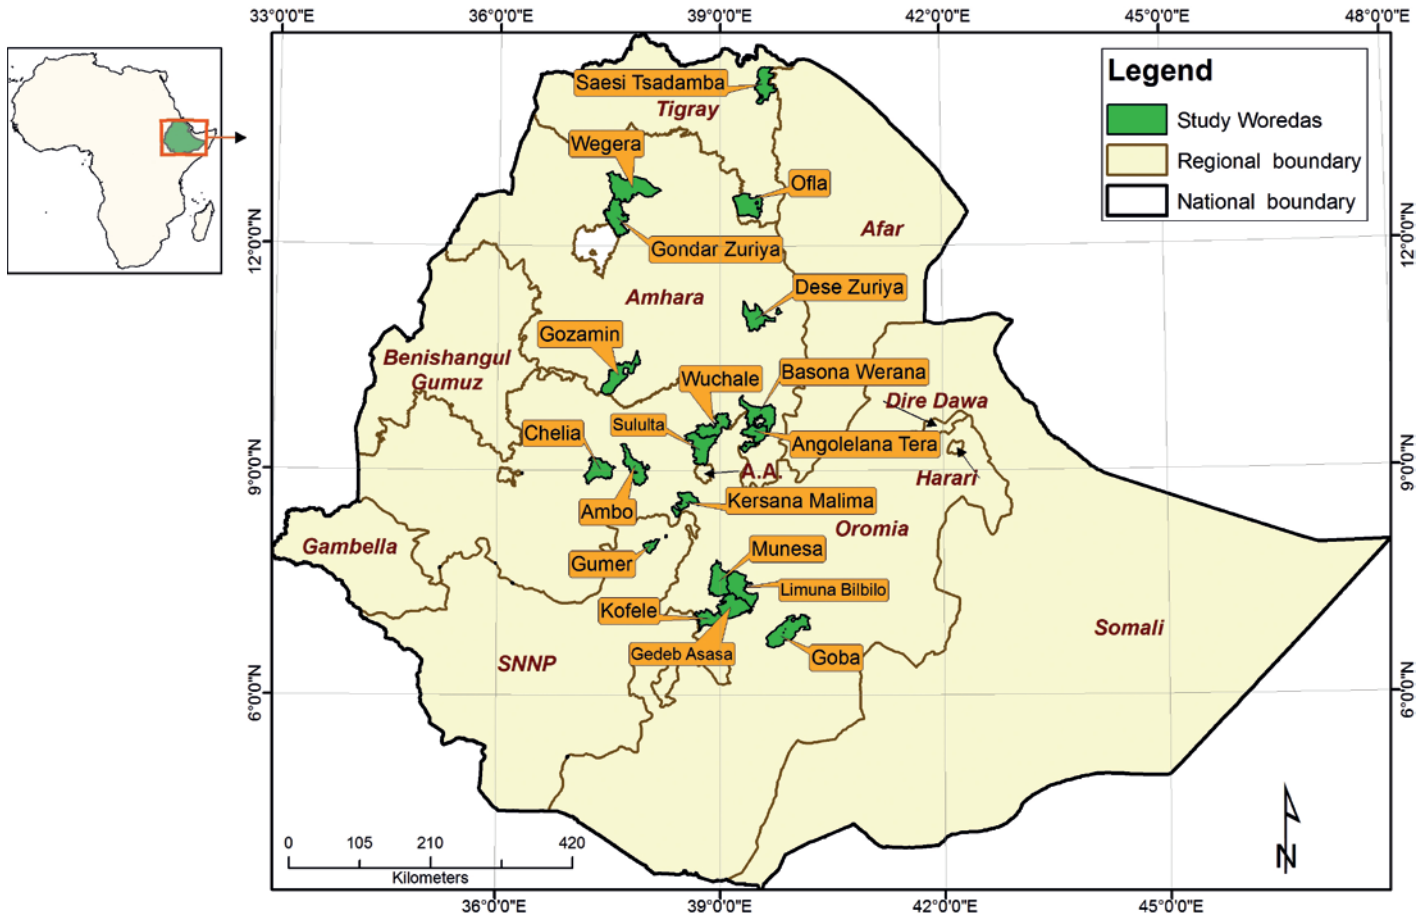 33°0'0"E
36°0'0"E
39°0'0"E
42°0'0"E
45°0'0"E
48°0'0"E
Legend
Study Woredas
Regional boundary
National boundary
Saesi Tsadamba
Tigray
Wegera
Ofla
Afar
12°0'0"N
12°0'0"N
Gondar Zuriya
Dese Zuriya
Amhara
Gozamin
Benishangul
Gumuz
Wuchale
Basona Werana
Dire Dawa
Sululta
Chelia
Angolelana Tera
9°0'0"N
9°0'0"N
A.A.
Harari
Ambo
Kersana Malima
Oromia
Gambella
Munesa
Gumer
Limuna Bilbilo
Kofele
Somali
Gedeb Asasa
Goba
SNNP
6°0'0"N
6°0'0"N
0 105 210 420
Kilometers
N
36°0'0"E
39°0'0"E
42°0'0"E
45°0'0"E